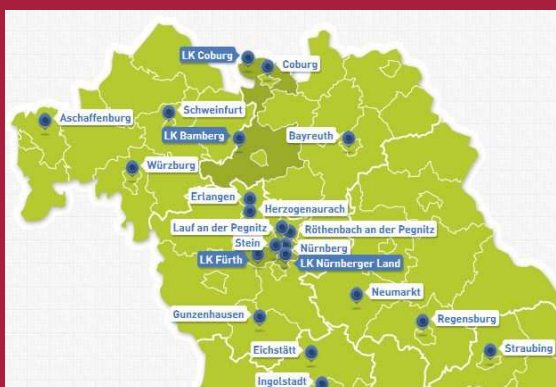 LK Coburg
Coburg
Schweinfurt
Aschaffenburg
LK Bamberg
Bayreuth
Würzburg
Erlangen
Herzogenaurach
Lauf an der Pegnitz
Röthenbach an der Pegnitz
Stein
Nürnberg
LK Fürth
LK Nürnberger Land
Neumarkt
Gunzenhausen
Regensburg
Eichstätt
Straubing
Ingolstadt